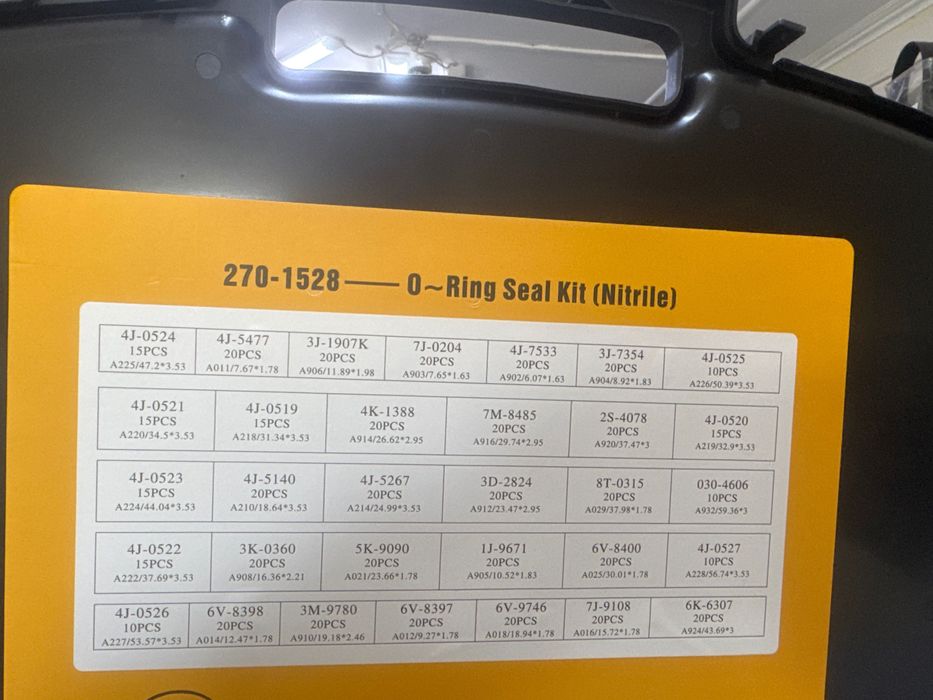 270-1528 —— O~Ring Seal Kit (Nitrile)
4J-0524 4J-5477 3J-1907K 7J-0204 4J-7533 3J-7354 4J-0525
15PCS 20PCS 20PCS 20PCS 20PCS 20PCS 10PCS
A225/47.2*3.53 A011/7.67*1.78 A906/11.89*1.98 A903/7.65*1.63 A902/6.07*1.63 A904/8.92*1.83 A226/50.39*3.53
4J-0521 4J-0519 4K-1388 7M-8485 2S-4078 4J-0520
15PCS 15PCS 20PCS 20PCS 20PCS 15PCS
A220/34.5*3.53 A218/31.34*3.53 A914/26.62*2.95 A916/29.74*2.95 A920/37.47*3 A219/32.9*3.53
4J-0523 4J-5140 4J-5267 3D-2824 8T-0315 030-4606
15PCS 20PCS 20PCS 20PCS 20PCS 10PCS
A224/44.04*3.53 A210/18.64*3.53 A214/24.99*3.53 A912/23.47*2.95 A029/37.98*1.78 A932/59.36*3
4J-0522 3K-0360 5K-9090 1J-9671 6V-8400 4J-0527
15PCS 20PCS 20PCS 20PCS 20PCS 10PCS
A222/37.69*3.53 A908/16.36*2.21 A021/23.66*1.78 A905/10.52*1.83 A025/30.01*1.78 A228/56.74*3.53
4J-0526 6V-8398 3M-9780 6V-8397 6V-9746 7J-9108 6K-6307
10PCS 20PCS 20PCS 20PCS 20PCS 20PCS 20PCS
A227/53.57*3.53 A014/12.47*1.78 A910/19.18*2.46 A012/9.27*1.78 A018/18.94*1.78 A016/15.72*1.78 A924/43.69*3